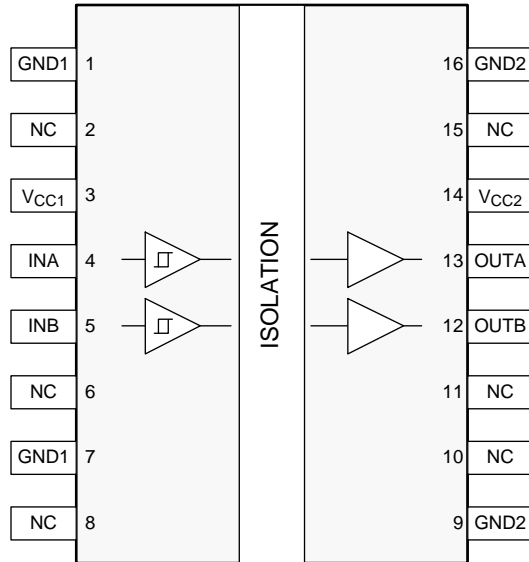 GND1 1 16 GND2
NC 2 15 NC
VCC1 3 14 VCC2
INA 4 13 OUTA
INB 5 12 OUTB
ISOLATION
NC 6 11 NC
GND1 7 10 NC
NC 8 9 GND2